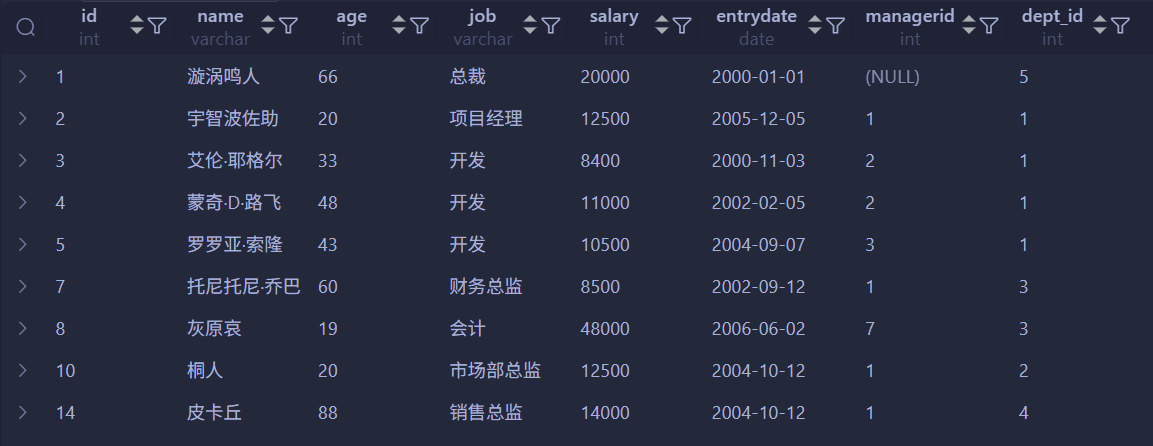 id name age job salary entrydate managerid dept_id
int varchar int varchar int date int int
1 漩涡鸣人 66 总裁 20000 2000-01-01 (NULL) 5
2 宇智波佐助 20 项目经理 12500 2005-12-05 1 1
3 艾伦·耶格尔 33 开发 8400 2000-11-03 2 1
4 蒙奇·D·路飞 48 开发 11000 2002-02-05 2 1
5 罗罗亚·索隆 43 开发 10500 2004-09-07 3 1
7 托尼托尼·乔巴 60 财务总监 8500 2002-09-12 1 3
8 灰原哀 19 会计 48000 2006-06-02 7 3
10 桐人 20 市场部总监 12500 2004-10-12 1 2
14 皮卡丘 88 销售总监 14000 2004-10-12 1 4